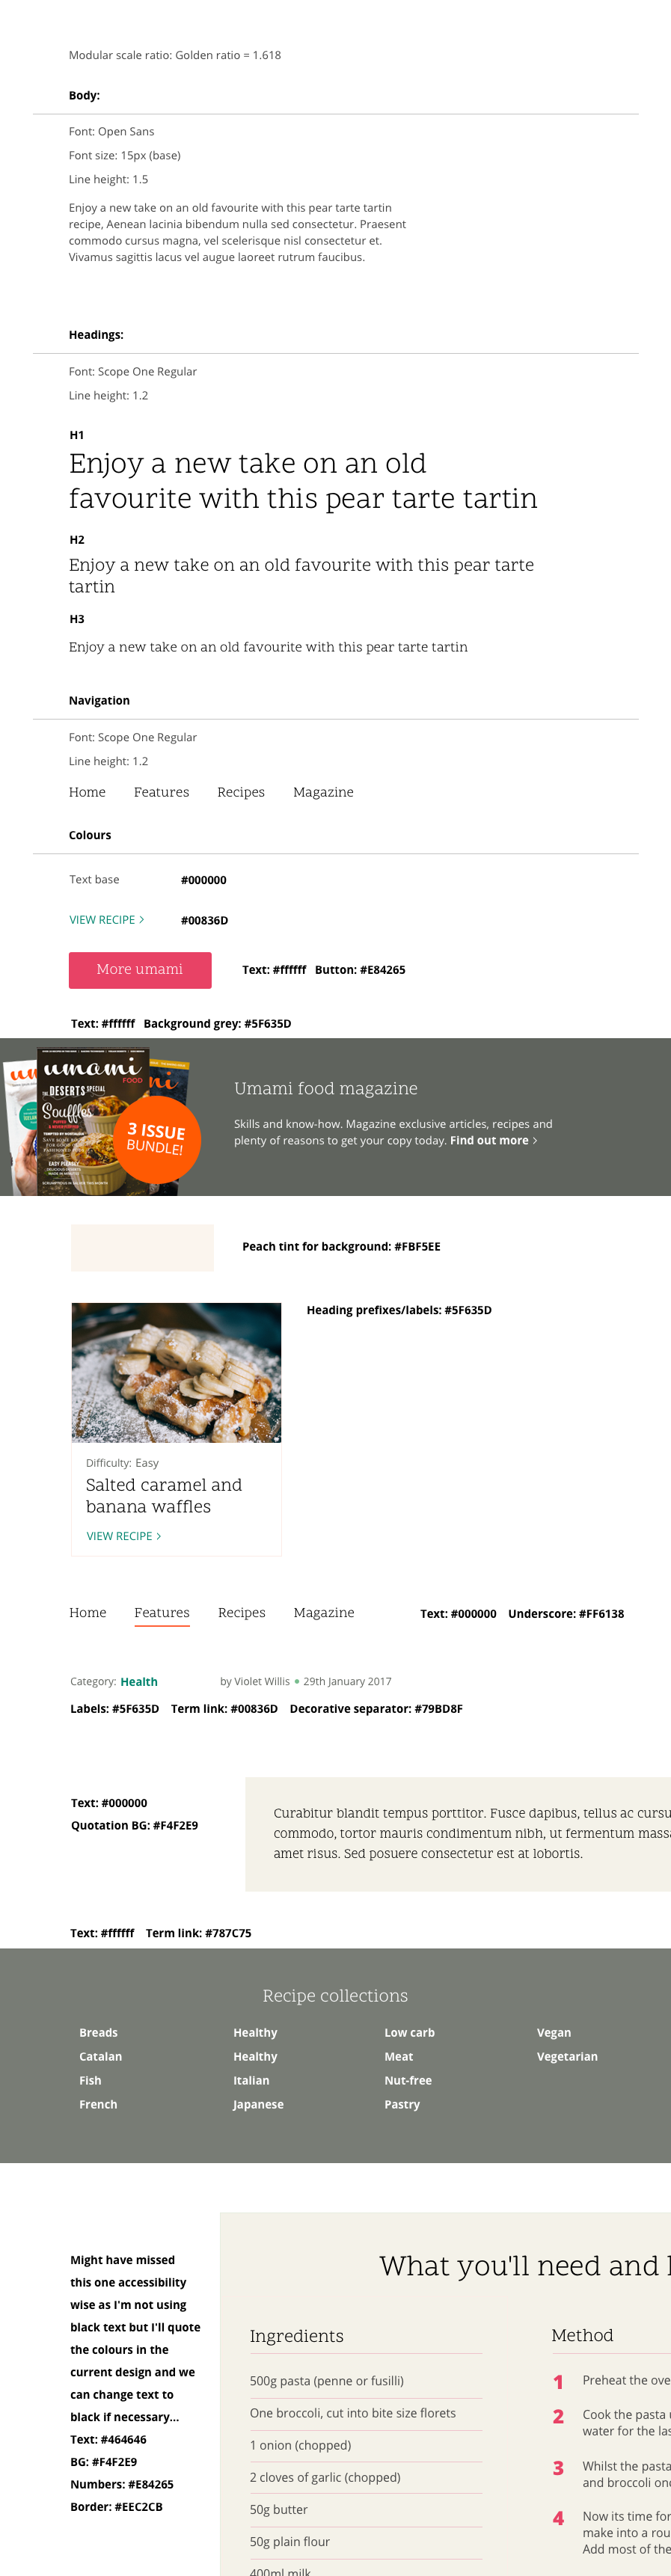 Modular scale ratio: Golden ratio = 1.618
Body:
Font: Open Sans
Font size: 15px (base)
Line height: 1.5
Enjoy a new take on an old favourite with this pear tarte tartin
recipe, Aenean lacinia bibendum nulla sed consectetur. Praesent
commodo cursus magna, vel scelerisque nisl consectetur et.
Vivamus sagittis lacus vel augue laoreet rutrum faucibus.
Headings:
Font: Scope One Regular
Line height: 1.2
H1
Enjoy a new take on an old
favourite with this pear tarte tartin
H2
Enjoy a new take on an old favourite with this pear tarte
tartin
H3
Enjoy a new take on an old favourite with this pear tarte tartin
Navigation
Font: Scope One Regular
Line height: 1.2
Home Features Recipes Magazine
Colours
Text base #000000
VIEW RECIPE > #00836D
More umami Text: #ffffff Button: #E84265
Text: #ffffff Background grey: #5F635D
umami
FOOD
THE DESERTS SPECIAL
Souffles
EASY PLEASY
3 ISSUE
BUNDLE!
Umami food magazine
Skills and know-how. Magazine exclusive articles, recipes and
plenty of reasons to get your copy today. Find out more >
Peach tint for background: #FBF5EE
Heading prefixes/labels: #5F635D
Difficulty: Easy
Salted caramel and
banana waffles
VIEW RECIPE >
Home Features Recipes Magazine Text: #000000 Underscore: #FF6138
Category: Health by Violet Willis • 29th January 2017
Labels: #5F635D Term link: #00836D Decorative separator: #79BD8F
Text: #000000
Quotation BG: #F4F2E9
Curabitur blandit tempus porttitor. Fusce dapibus, tellus ac cursu
commodo, tortor mauris condimentum nibh, ut fermentum massa
amet risus. Sed posuere consectetur est at lobortis.
Text: #ffffff Term link: #787C75
Recipe collections
Breads Healthy Low carb Vegan
Catalan Healthy Meat Vegetarian
Fish Italian Nut-free
French Japanese Pastry
Might have missed
this one accessibility
wise as I'm not using
black text but I'll quote
the colours in the
current design and we
can change text to
black if necessary...
Text: #464646
BG: #F4F2E9
Numbers: #E84265
Border: #EEC2CB
What you'll need and
Ingredients
500g pasta (penne or fusilli)
One broccoli, cut into bite size florets
1 onion (chopped)
2 cloves of garlic (chopped)
50g butter
50g plain flour
400ml milk
Method
1 Preheat the ove
2 Cook the pasta
water for the las
3 Whilst the pasta
and broccoli on
4 Now its time for
make into a rou
Add most of the